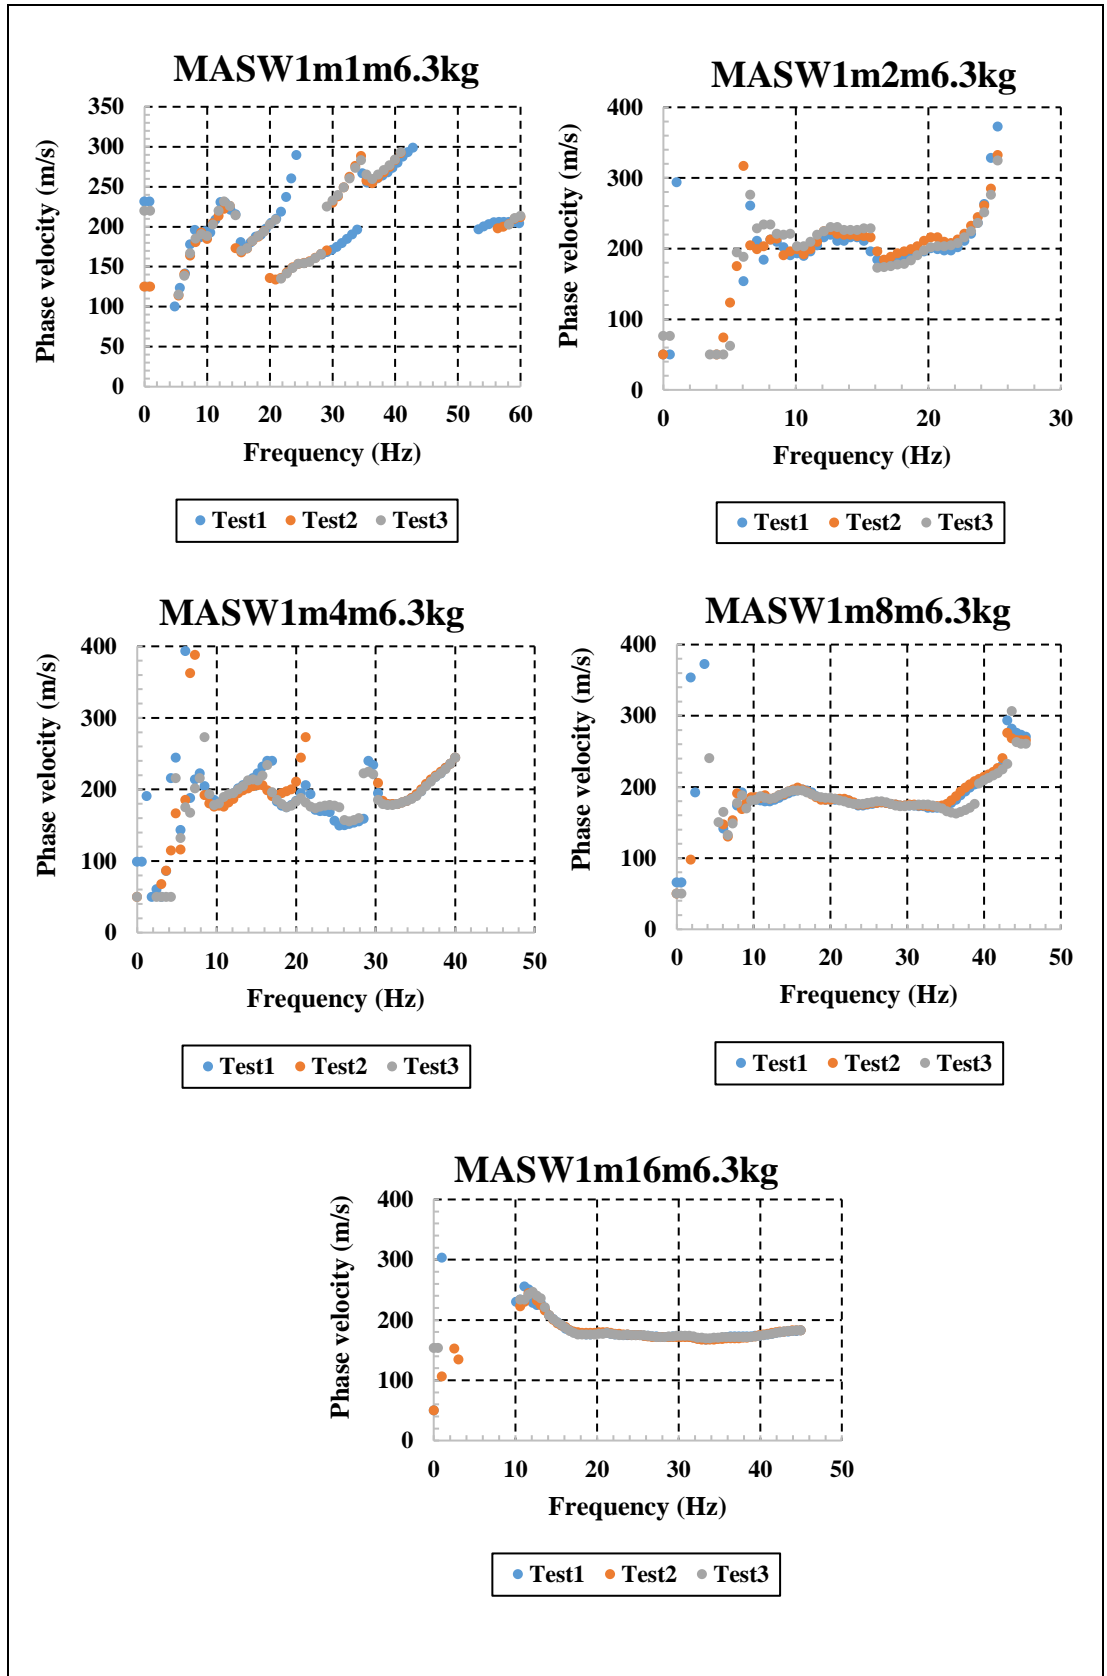 MASW1m1m6.3kg
350
300
250
200
150
100
50
0
0 10 20 30 40 50 60
Phase velocity (m/s)
Frequency (Hz)
Test1 Test2 Test3
MASW1m2m6.3kg
400
300
200
100
0
0 10 20 30
Phase velocity (m/s)
Frequency (Hz)
Test1 Test2 Test3
MASW1m4m6.3kg
400
300
200
100
0
0 10 20 30 40 50
Phase velocity (m/s)
Frequency (Hz)
Test1 Test2 Test3
MASW1m8m6.3kg
400
300
200
100
0
0 10 20 30 40 50
Phase velocity (m/s)
Frequency (Hz)
Test1 Test2 Test3
MASW1m16m6.3kg
400
300
200
100
0
0 10 20 30 40 50
Phase velocity (m/s)
Frequency (Hz)
Test1 Test2 Test3